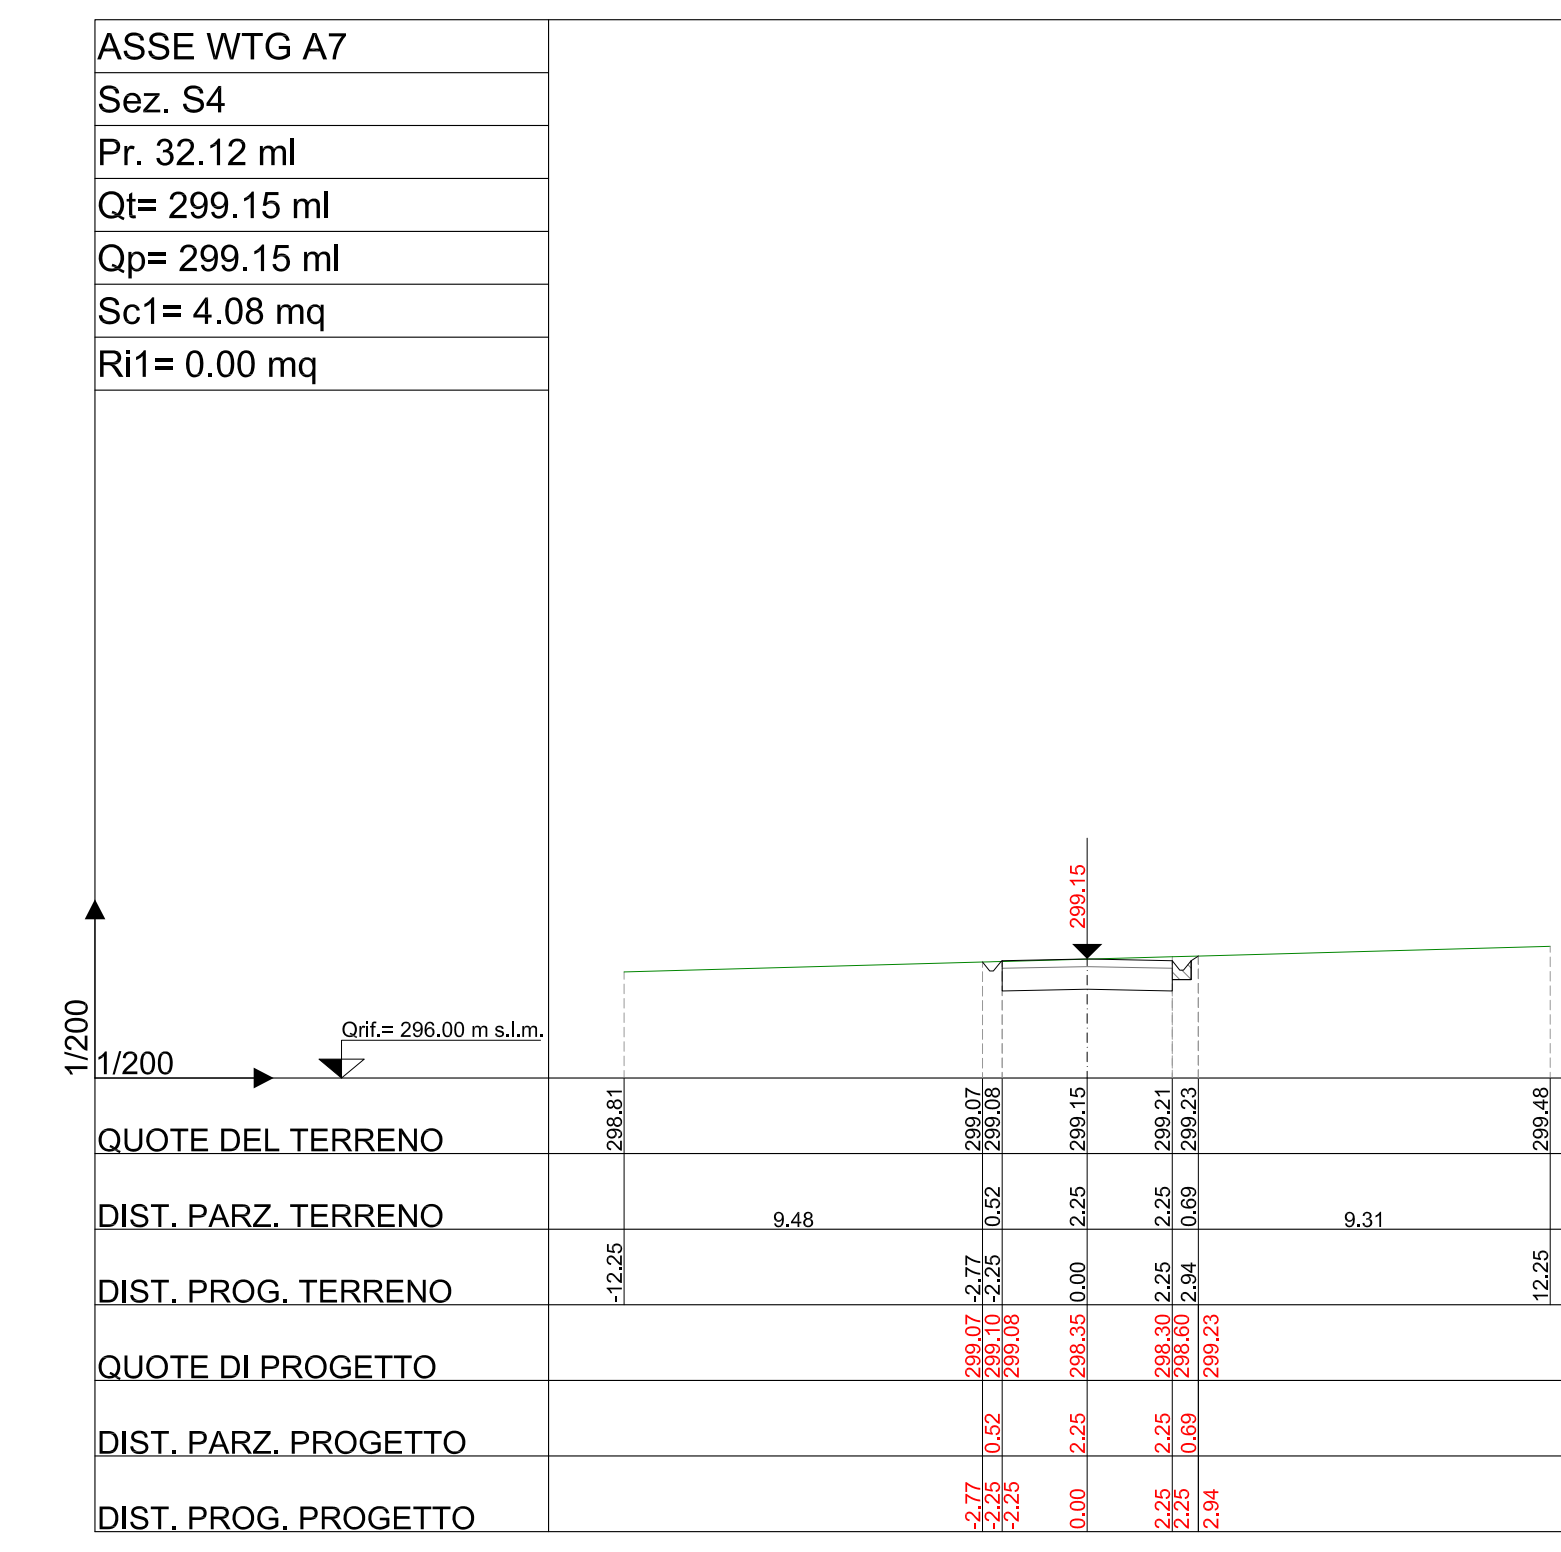 ASSE WTG A7
Sez. S4
Pr. 32.12 ml
Qt= 299.15 ml
Qp= 299.15 ml
Sc1= 4.08 mq
Ri1= 0.00 mq
299.15
1/200
1/200
Qrif.= 296.00 m s.l.m.
QUOTE DEL TERRENO 298.81 299.07 299.08 299.15 299.21 299.23 299.48
DIST. PARZ. TERRENO 9.48 0.52 2.25 2.25 0.69 9.31
DIST. PROG. TERRENO -12.25 -2.77 -2.25 0.00 2.25 2.94 12.25
QUOTE DI PROGETTO 299.07 299.10 299.08 298.35 298.30 298.60 299.23
DIST. PARZ. PROGETTO 0.52 2.25 2.25 0.69
DIST. PROG. PROGETTO -2.77 -2.25 -2.25 0.00 2.25 2.25 2.94